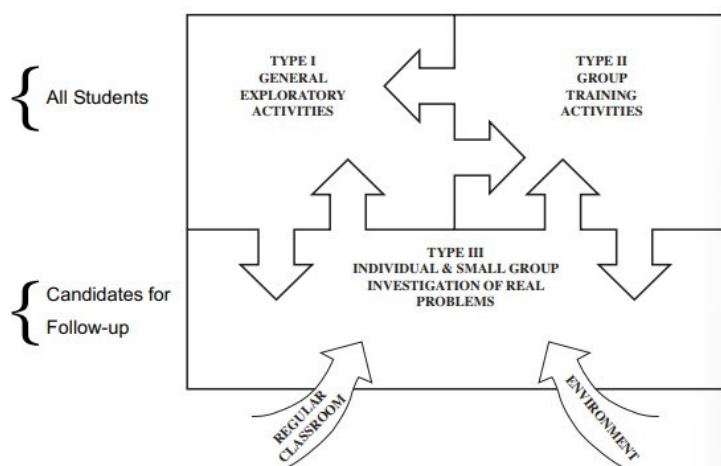 All Students
TYPE I
GENERAL
EXPLORATORY
ACTIVITIES
TYPE II
GROUP
TRAINING
ACTIVITIES
Candidates for
Follow-up
TYPE III
INDIVIDUAL & SMALL GROUP
INVESTIGATION OF REAL
PROBLEMS
REGULAR
CLASSROOM
ENVIRONMENT